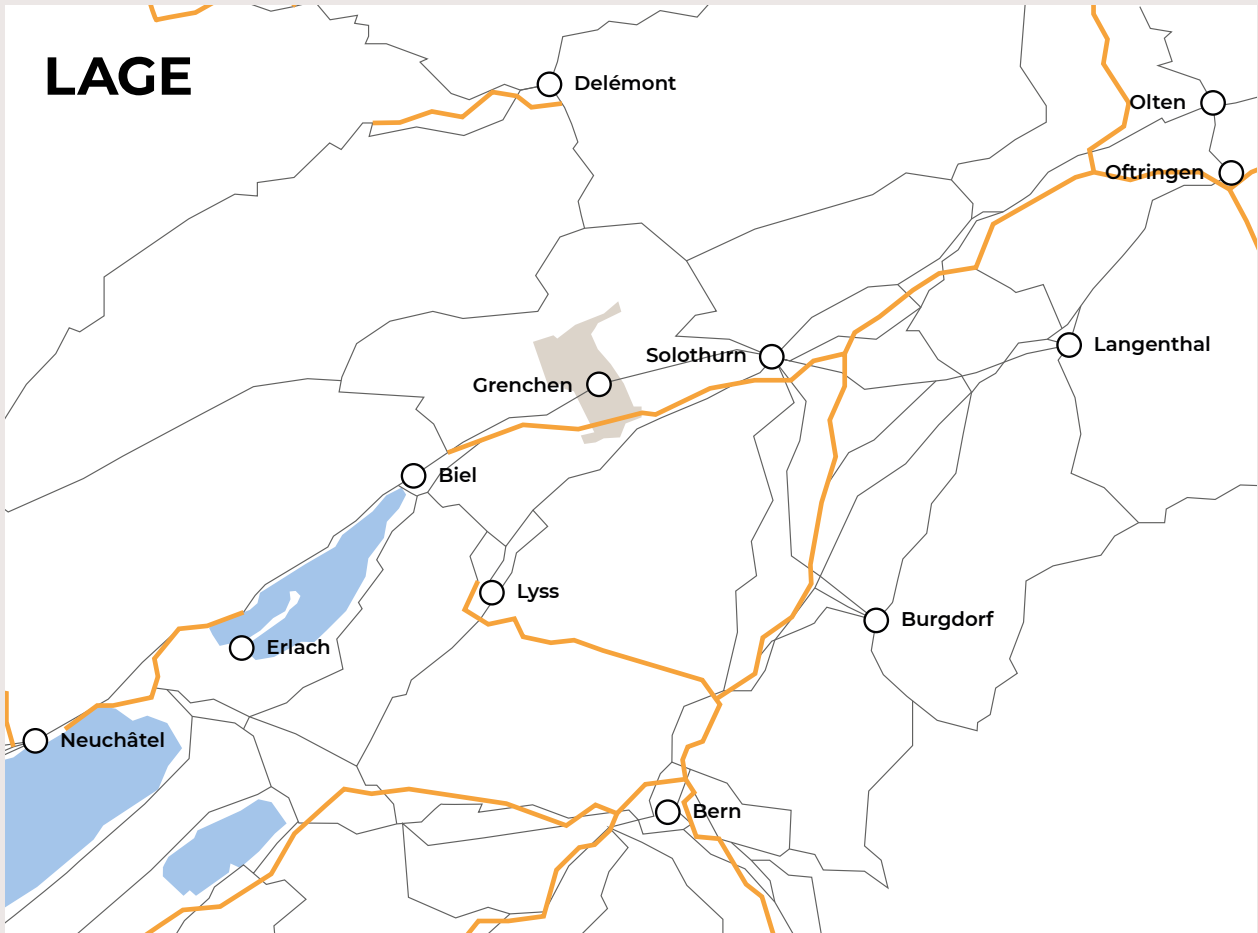 LAGE
Delémont
Olten
Oftringen
Solothurn
Langenthal
Grenchen
Biel
Lyss
Burgdorf
Erlach
Neuchâtel
Bern